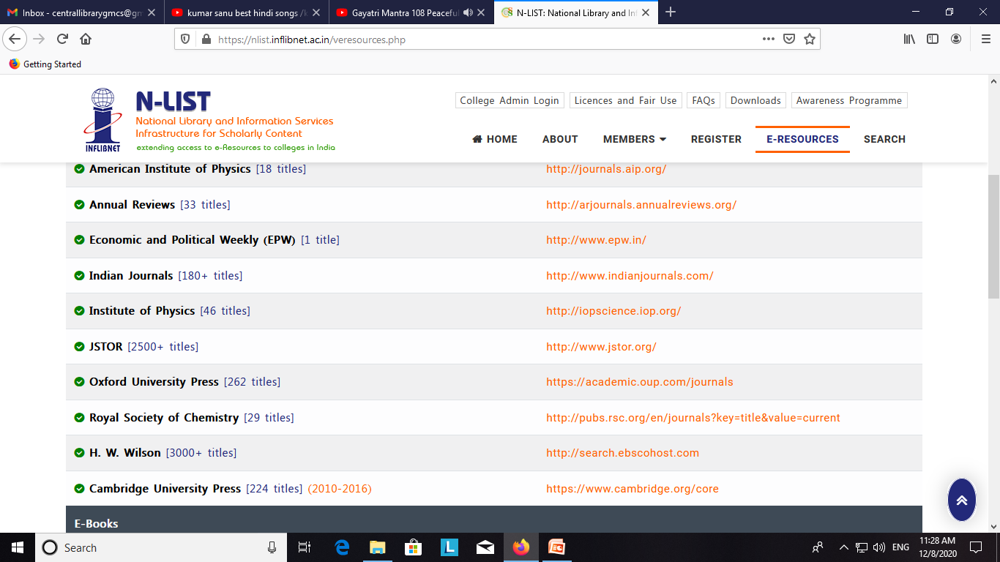 Inbox - centrallibrarygmcs@gm
kumar sanu best hindi songs /k
Gayatri Mantra 108 Peaceful
N-LIST: National Library and Inf
https://nlist.inflibnet.ac.in/veresources.php
Getting Started
INFLIBNET
N-LIST
National Library and Information Services
Infrastructure for Scholarly Content
extending access to e-Resources to colleges in India
College Admin Login
Licences and Fair Use
FAQs
Downloads
Awareness Programme
HOME
ABOUT
MEMBERS
REGISTER
E-RESOURCES
SEARCH
American Institute of Physics [18 titles] http://journals.aip.org/
Annual Reviews [33 titles] http://arjournals.annualreviews.org/
Economic and Political Weekly (EPW) [1 title] http://www.epw.in/
Indian Journals [180+ titles] http://www.indianjournals.com/
Institute of Physics [46 titles] http://iopscience.iop.org/
JSTOR [2500+ titles] http://www.jstor.org/
Oxford University Press [262 titles] https://academic.oup.com/journals
Royal Society of Chemistry [29 titles] http://pubs.rsc.org/en/journals?key=title&value=current
H. W. Wilson [3000+ titles] http://search.ebscohost.com
Cambridge University Press [224 titles] (2010-2016) https://www.cambridge.org/core
E-Books
Search
ENG
11:28 AM
12/8/2020